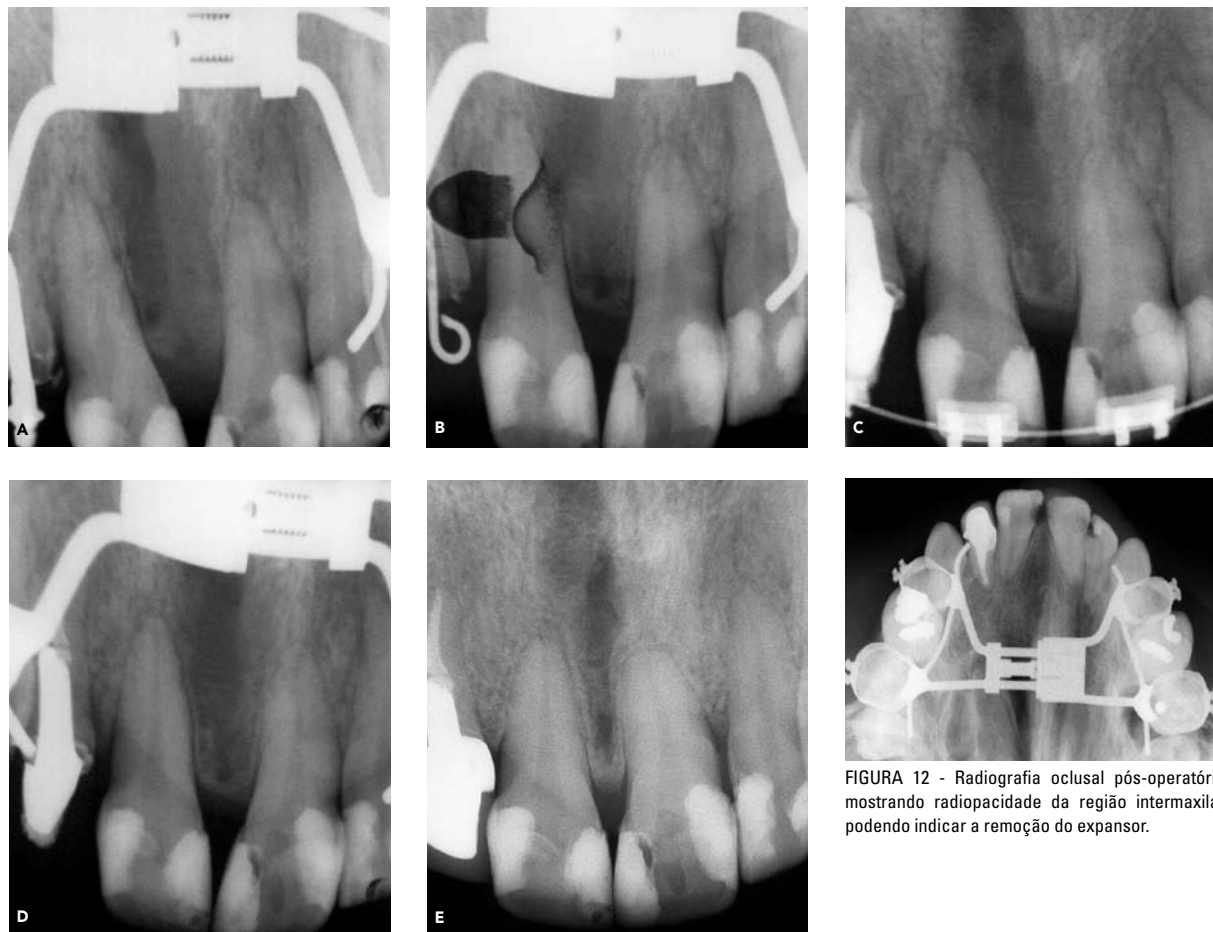 A
B
C
D
E
FIGURA 12 - Radiografia oclusal pós-operatóri
mostrando radiopacidade da região intermaxila
podendo indicar a remoção do expansor.